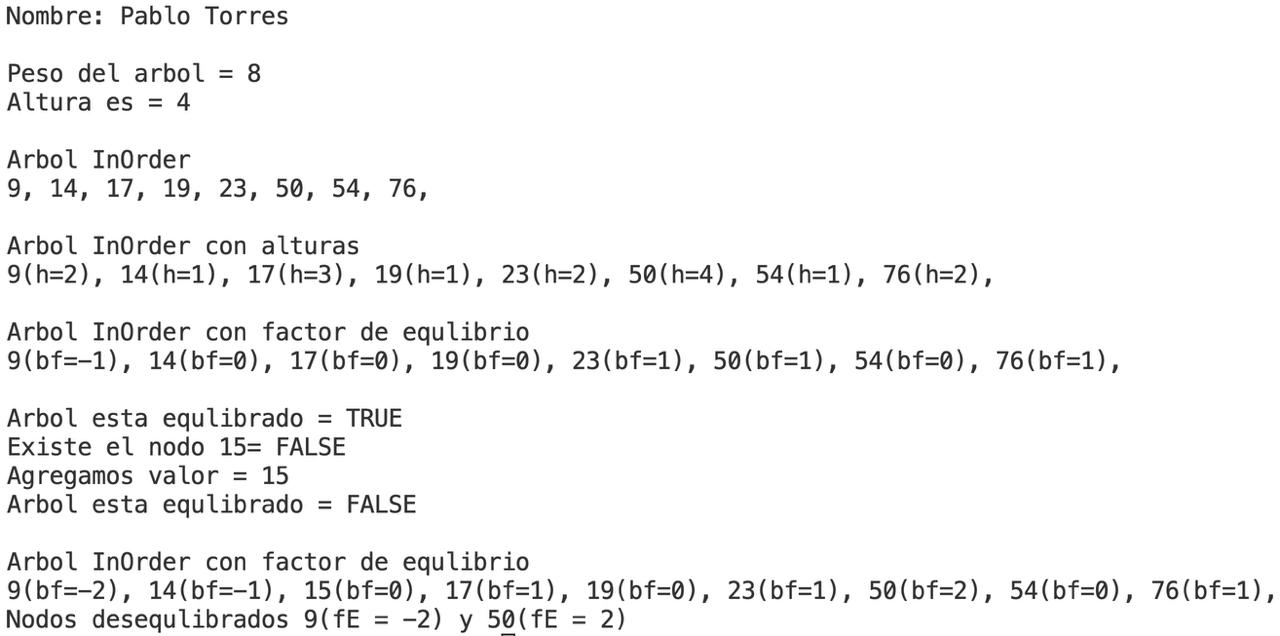 Nombre: Pablo Torres
Peso del arbol = 8
Altura es = 4
Arbol InOrder
9, 14, 17, 19, 23, 50, 54, 76,
Arbol InOrder con alturas
9(h=2), 14(h=1), 17(h=3), 19(h=1), 23(h=2), 50(h=4), 54(h=1), 76(h=2),
Arbol InOrder con factor de equlibrio
9(bf=-1), 14(bf=0), 17(bf=0), 19(bf=0), 23(bf=1), 50(bf=1), 54(bf=0), 76(bf=1),
Arbol esta equlibrado = TRUE
Existe el nodo 15= FALSE
Agregamos valor = 15
Arbol esta equlibrado = FALSE
Arbol InOrder con factor de equlibrio
9(bf=-2), 14(bf=-1), 15(bf=0), 17(bf=1), 19(bf=0), 23(bf=1), 50(bf=2), 54(bf=0), 76(bf=1),
Nodos desequlibrados 9(fE = -2) y 50(fE = 2)